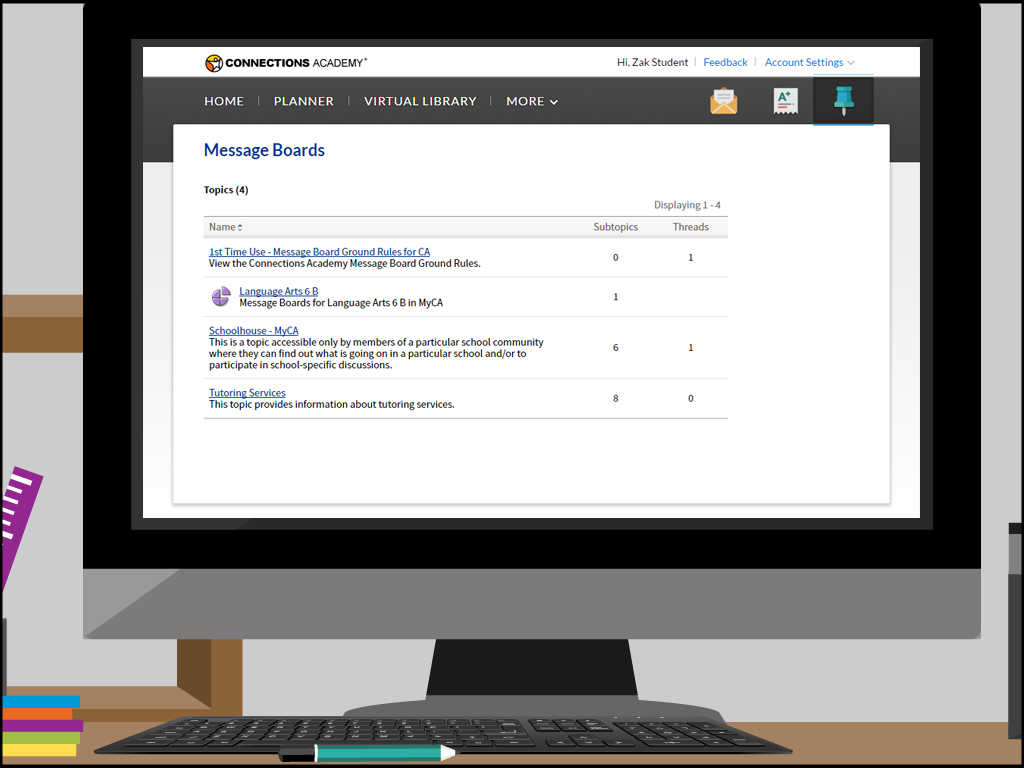 CONNECTIONS ACADEMY®
Hi, Zak Student | Feedback | Account Settings
HOME | PLANNER | VIRTUAL LIBRARY | MORE
A+
Message Boards
Topics (4)
Displaying 1 - 4
Name Subtopics Threads
1st Time Use - Message Board Ground Rules for CA
View the Connections Academy Message Board Ground Rules.
0 1
Language Arts 6 B
Message Boards for Language Arts 6 B in MyCA
1
Schoolhouse - MyCA
This is a topic accessible only by members of a particular school community
where they can find out what is going on in a particular school and/or to
participate in school-specific discussions.
6 1
Tutoring Services
This topic provides information about tutoring services.
8 0